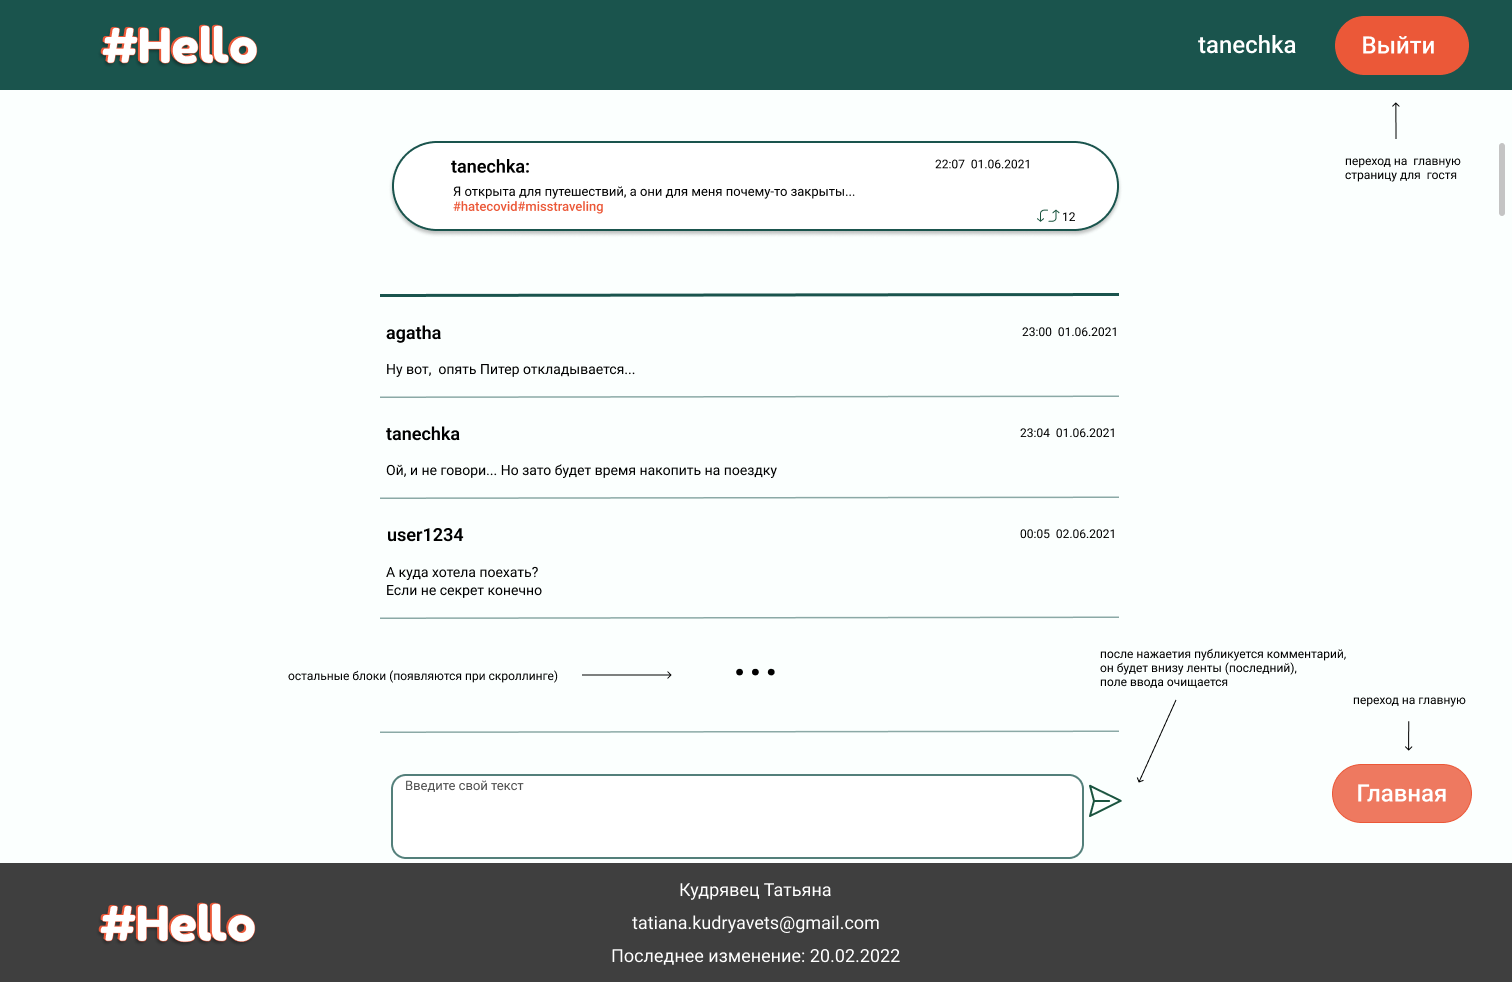 #Hello
tanechka
Выйти
переход на  главную
страницу для  гостя
tanechka:
22:07  01.06.2021
Я открыта для путешествий, а они для меня почему-то закрыты...
#hatecovid#misstraveling
12
agatha
23:00  01.06.2021
Ну вот,  опять Питер откладывается...
tanechka
23:04  01.06.2021
Ой, и не говори... Но зато будет время накопить на поездку
user1234
00:05  02.06.2021
А куда хотела поехать?
Если не секрет конечно
остальные блоки (появляются при скроллинге)
...
после нажаетия публикуется комментарий,
он будет внизу ленты (последний),
поле ввода очищается
переход на главную
Введите свой текст
Главная
#Hello
Кудрявец Татьяна
tatiana.kudryavets@gmail.com
Последнее изменение: 20.02.2022